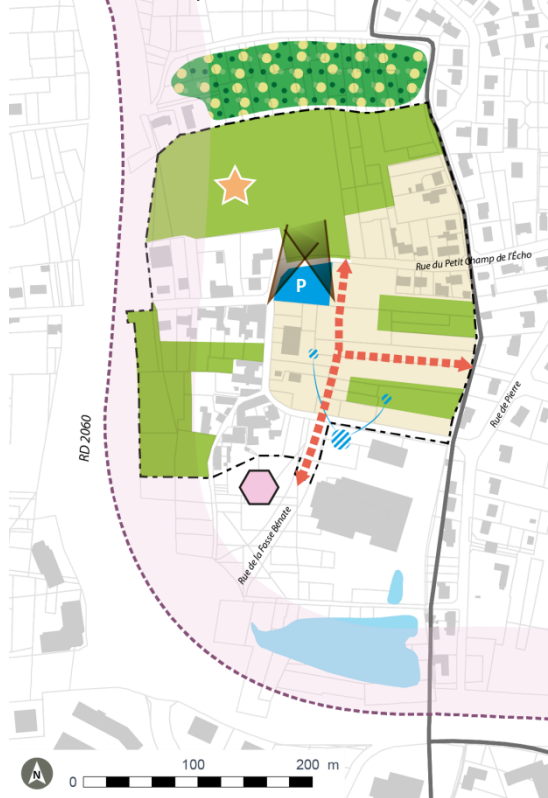 Rue du Petit Champ de l'Écho
P
Rue de Pierre
RD 2060
Rue de la Fosse Bénate
N
0 100 200 m